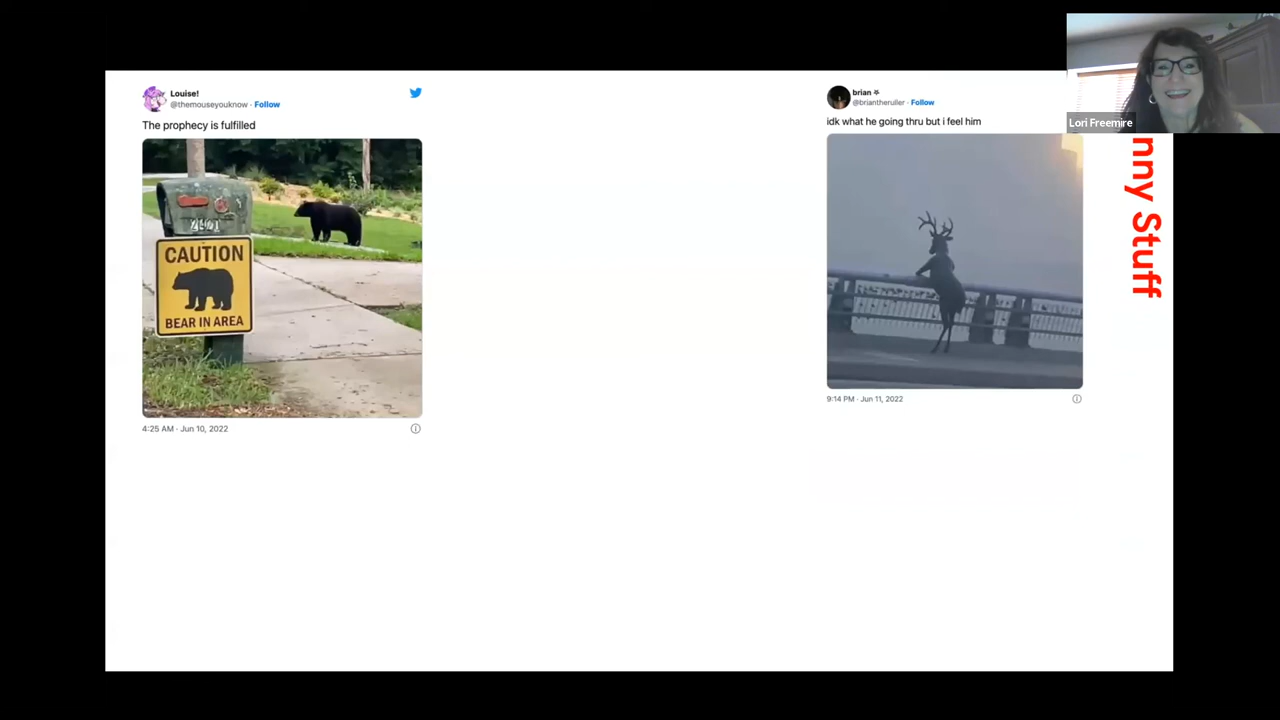 Louise!
@themouseyouknow · Follow
The prophecy is fulfilled
2401
CAUTION
BEAR IN AREA
4:25 AM · Jun 10, 2022
brian
@briantheruller · Follow
idk what he going thru but i feel him
9:14 PM · Jun 11, 2022
Lori Freemire
nny Stuff